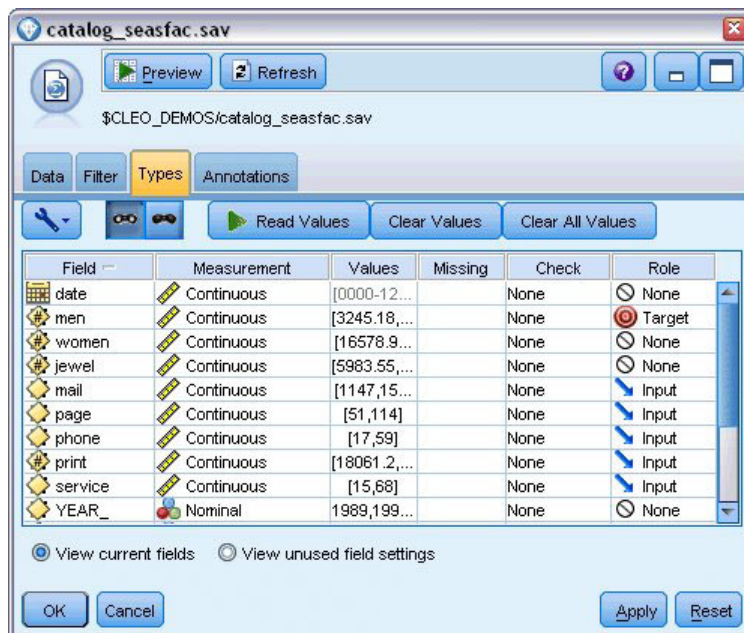 catalog_seasfac.sav
Preview Refresh
$CLEO_DEMOS/catalog_seasfac.sav
Data Filter Types Annotations
Read Values Clear Values Clear All Values
Field Measurement Values Missing Check Role
date Continuous [0000-12... None None
men Continuous [3245.18,... None Target
women Continuous [16578.9... None None
jewel Continuous [5983.55,... None None
mail Continuous [1147,15... None Input
page Continuous [51,114] None Input
phone Continuous [17,59] None Input
print Continuous [18061.2,... None Input
service Continuous [15,68] None Input
YEAR_ Nominal 1989,199... None None
View current fields View unused field settings
OK Cancel Apply Reset